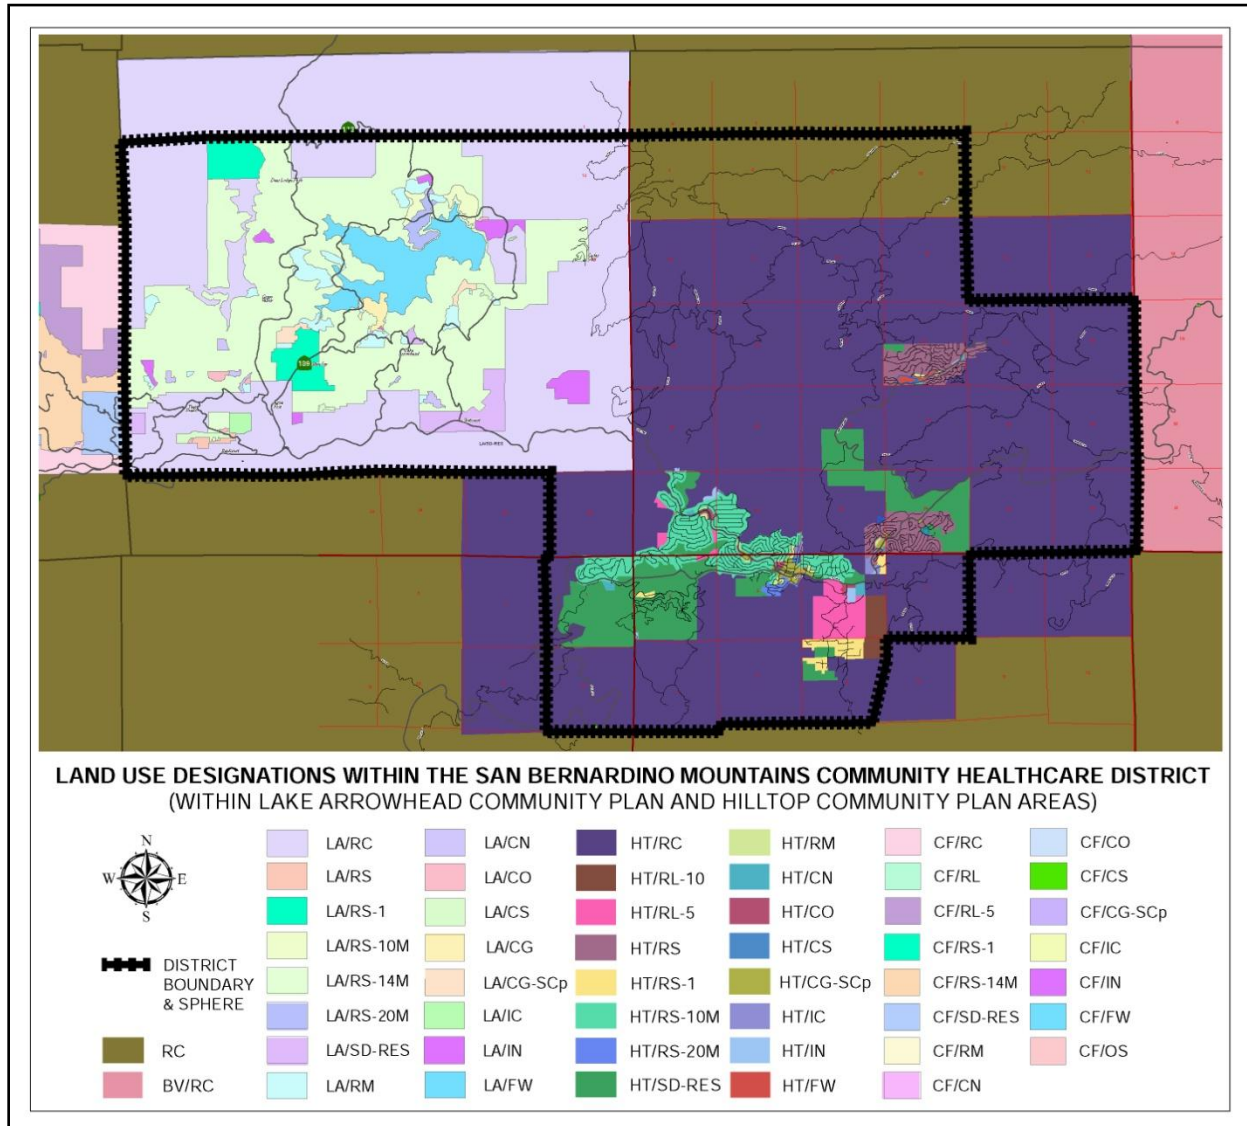 189
LA/SD-RES
LAND USE DESIGNATIONS WITHIN THE SAN BERNARDINO MOUNTAINS COMMUNITY HEALTHCARE DISTRICT
(WITHIN LAKE ARROWHEAD COMMUNITY PLAN AND HILLTOP COMMUNITY PLAN AREAS)
N
W E
S
DISTRICT
BOUNDARY
& SPHERE
RC
BV/RC
LA/RC
LA/RS
LA/RS-1
LA/RS-10M
LA/RS-14M
LA/RS-20M
LA/SD-RES
LA/RM
LA/CN
LA/CO
LA/CS
LA/CG
LA/CG-SCp
LA/IC
LA/IN
LA/FW
HT/RC
HT/RL-10
HT/RL-5
HT/RS
HT/RS-1
HT/RS-10M
HT/RS-20M
HT/SD-RES
HT/RM
HT/CN
HT/CO
HT/CS
HT/CG-SCp
HT/IC
HT/IN
HT/FW
CF/RC
CF/RL
CF/RL-5
CF/RS-1
CF/RS-14M
CF/SD-RES
CF/RM
CF/CN
CF/CO
CF/CS
CF/CG-SCp
CF/IC
CF/IN
CF/FW
CF/OS